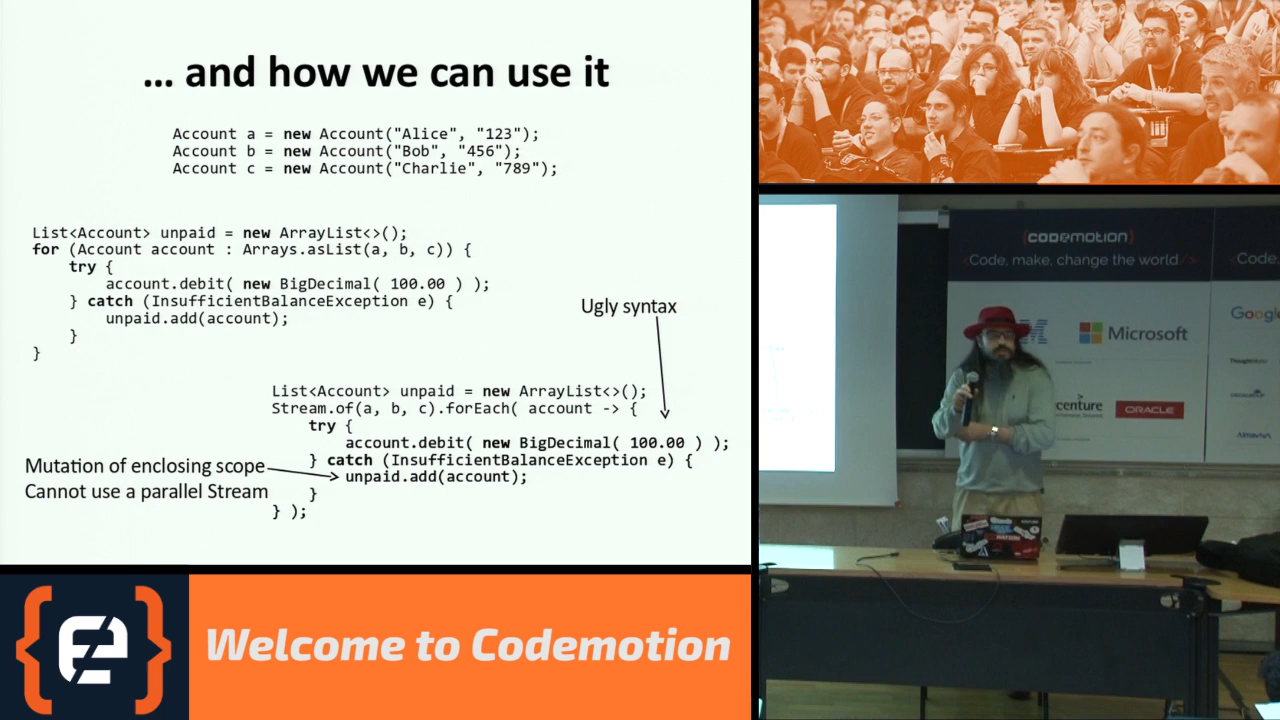 … and how we can use it
Account a = new Account("Alice", "123");
Account b = new Account("Bob", "456");
Account c = new Account("Charlie", "789");
List<Account> unpaid = new ArrayList<>();
for (Account account : Arrays.asList(a, b, c)) {
    try {
        account.debit( new BigDecimal( 100.00 ) );
    } catch (InsufficientBalanceException e) {
        unpaid.add(account);
    }
}
Ugly syntax
List<Account> unpaid = new ArrayList<>();
Stream.of(a, b, c).forEach( account -> {
    try {
        account.debit( new BigDecimal( 100.00 ) );
    } catch (InsufficientBalanceException e) {
        unpaid.add(account);
    }
} );
Mutation of enclosing scope
Cannot use a parallel Stream
Welcome to Codemotion
{codemotion}
<Code, make, change the world/>
<Code,
Google
Microsoft
accenture
ORACLE